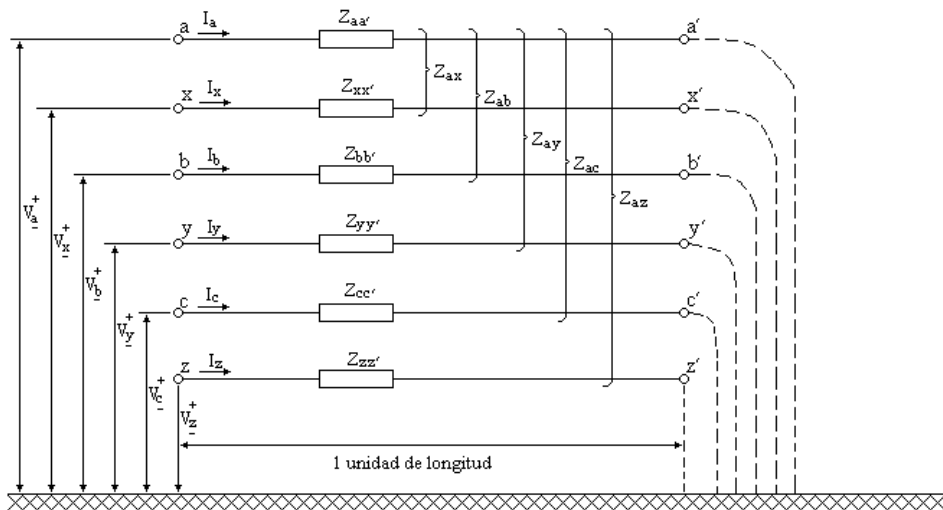 a I_a Z_aa′ a′
Z_ax
x I_x Z_xx′ x′
Z_ab
b I_b Z_bb′ b′
Z_ay
Z_ac
Z_az
y I_y Z_yy′ y′
c I_c Z_cc′ c′
z I_z Z_zz′ z′
+ V_a −
+ V_x −
+ V_b −
+ V_y −
+ V_c −
+ V_z −
1 unidad de longitud